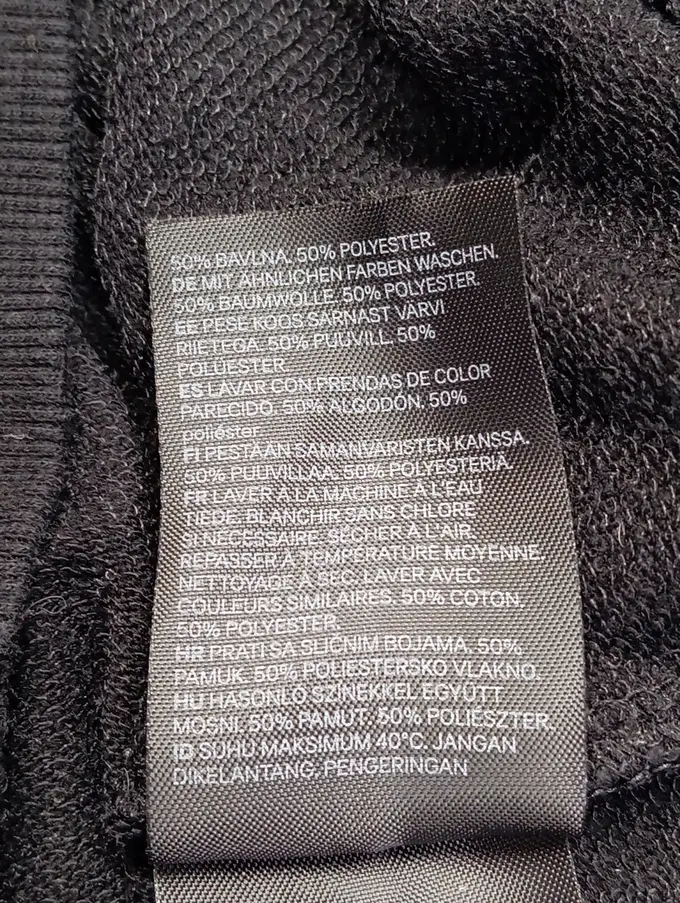 50% BAVLNA. 50% POLYESTER.
DE MIT ÄHNLICHEN FARBEN WASCHEN.
50% BAUMWOLLE. 50% POLYESTER.
EE PESE KOOS SARNAST VÄRVI
RIIETEGA. 50% PUUVILL. 50%
POLÜESTER
ES LAVAR CON PRENDAS DE COLOR
PARECIDO. 50% ALGODÓN. 50%
poliéster
FI PESTÄÄN SAMANVÄRISTEN KANSSA.
50% PUUVILLAA. 50% POLYESTERIÄ.
FR LAVER À LA MACHINE À L'EAU
TIEDE. BLANCHIR SANS CHLORE
SI NÉCESSAIRE. SÉCHER À L'AIR.
REPASSER À TEMPÉRATURE MOYENNE.
NETTOYAGE À SEC. LAVER AVEC
COULEURS SIMILAIRES. 50% COTON.
50% POLYESTER.
HR PRATI SA SLIČNIM BOJAMA. 50%.
PAMUK. 50% POLIESTERSKO VLAKNO.
HU HASONLÓ SZÍNEKKEL EGYÜTT
MOSNI. 50% PAMUT. 50% POLIÉSZTER.
ID SUHU MAKSIMUM 40°C. JANGAN
DIKELANTANG. PENGERINGAN